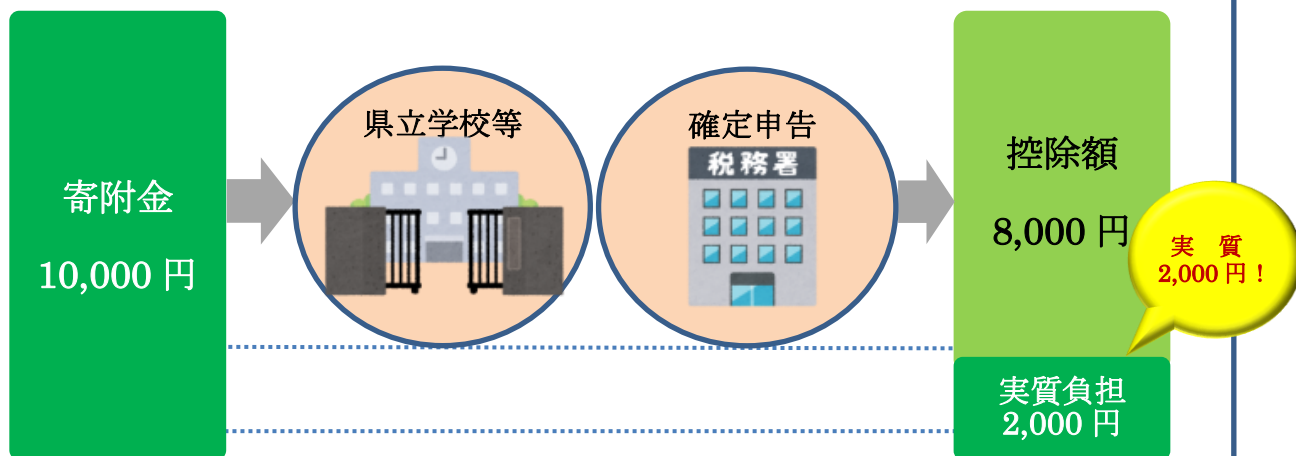 寄附金
10,000 円
県立学校等
確定申告
税務署
控除額
8,000 円
実　質
2,000 円！
実質負担
2,000 円